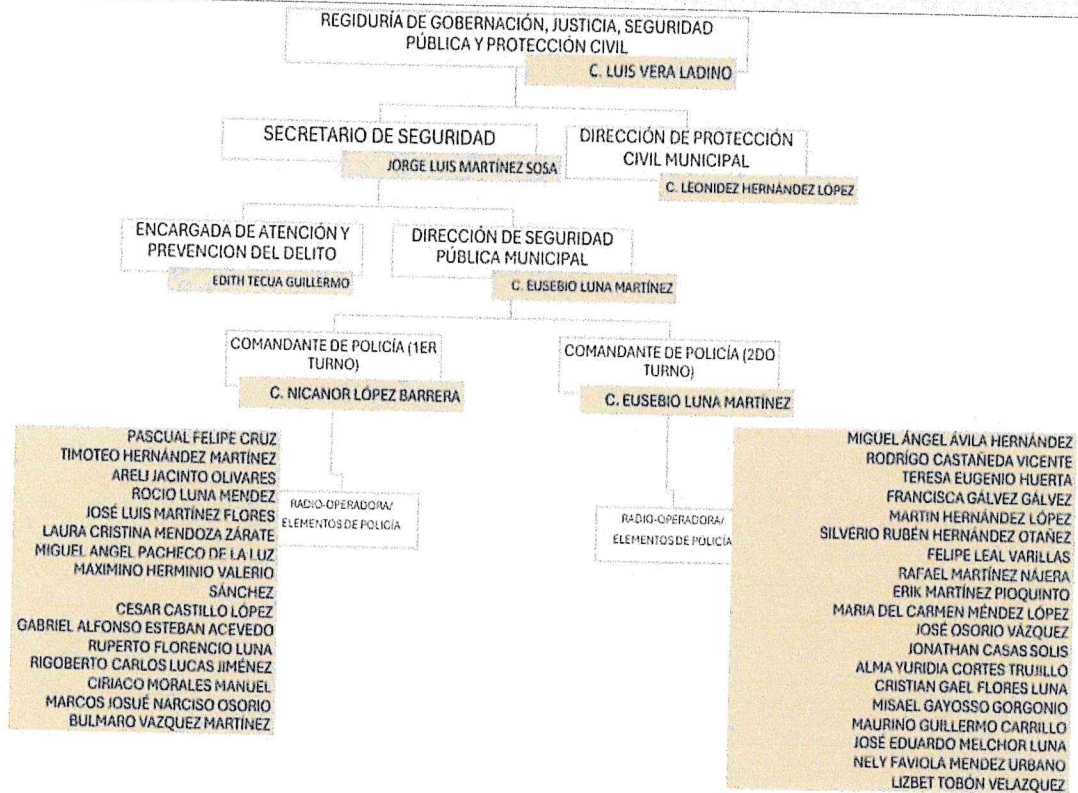 REGIDURÍA DE GOBERNACIÓN, JUSTICIA, SEGURIDAD
PÚBLICA Y PROTECCIÓN CIVIL
C. LUIS VERA LADINO
SECRETARIO DE SEGURIDAD
JORGE LUIS MARTÍNEZ SOSA
DIRECCIÓN DE PROTECCIÓN
CIVIL MUNICIPAL
C. LEONIDEZ HERNÁNDEZ LÓPEZ
ENCARGADA DE ATENCIÓN Y
PREVENCION DEL DELITO
EDITH TECUA GUILLERMO
DIRECCIÓN DE SEGURIDAD
PÚBLICA MUNICIPAL
C. EUSEBIO LUNA MARTÍNEZ
COMANDANTE DE POLICÍA (1ER
TURNO)
C. NICANOR LÓPEZ BARRERA
COMANDANTE DE POLICÍA (2DO
TURNO)
C. EUSEBIO LUNA MARTÍNEZ
PASCUAL FELIPE CRUZ
TIMOTEO HERNÁNDEZ MARTÍNEZ
ARELI JACINTO OLIVARES
ROCIO LUNA MENDEZ
JOSÉ LUIS MARTÍNEZ FLORES
LAURA CRISTINA MENDOZA ZÁRATE
MIGUEL ANGEL PACHECO DE LA LUZ
MAXIMINO HERMINIO VALERIO
SÁNCHEZ
CESAR CASTILLO LÓPEZ
GABRIEL ALFONSO ESTEBAN ACEVEDO
RUPERTO FLORENCIO LUNA
RIGOBERTO CARLOS LUCAS JIMÉNEZ
CIRIACO MORALES MANUEL
MARCOS JOSUÉ NARCISO OSORIO
BULMARO VAZQUEZ MARTÍNEZ
RADIO-OPERADORA/
ELEMENTOS DE POLICÍA
RADIO-OPERADORA/
ELEMENTOS DE POLICÍA
MIGUEL ÁNGEL ÁVILA HERNÁNDEZ
RODRÍGO CASTAÑEDA VICENTE
TERESA EUGENIO HUERTA
FRANCISCA GÁLVEZ GÁLVEZ
MARTIN HERNÁNDEZ LÓPEZ
SILVERIO RUBÉN HERNÁNDEZ OTAÑEZ
FELIPE LEAL VARILLAS
RAFAEL MARTÍNEZ NÁJERA
ERIK MARTÍNEZ PIOQUINTO
MARIA DEL CARMEN MÉNDEZ LÓPEZ
JOSÉ OSORIO VÁZQUEZ
JONATHAN CASAS SOLIS
ALMA YURIDIA CORTES TRUJILLO
CRISTIAN GAEL FLORES LUNA
MISAEL GAYOSSO GORGONIO
MAURINO GUILLERMO CARRILLO
JOSÉ EDUARDO MELCHOR LUNA
NELY FAVIOLA MENDEZ URBANO
LIZBET TOBÓN VELAZQUEZ